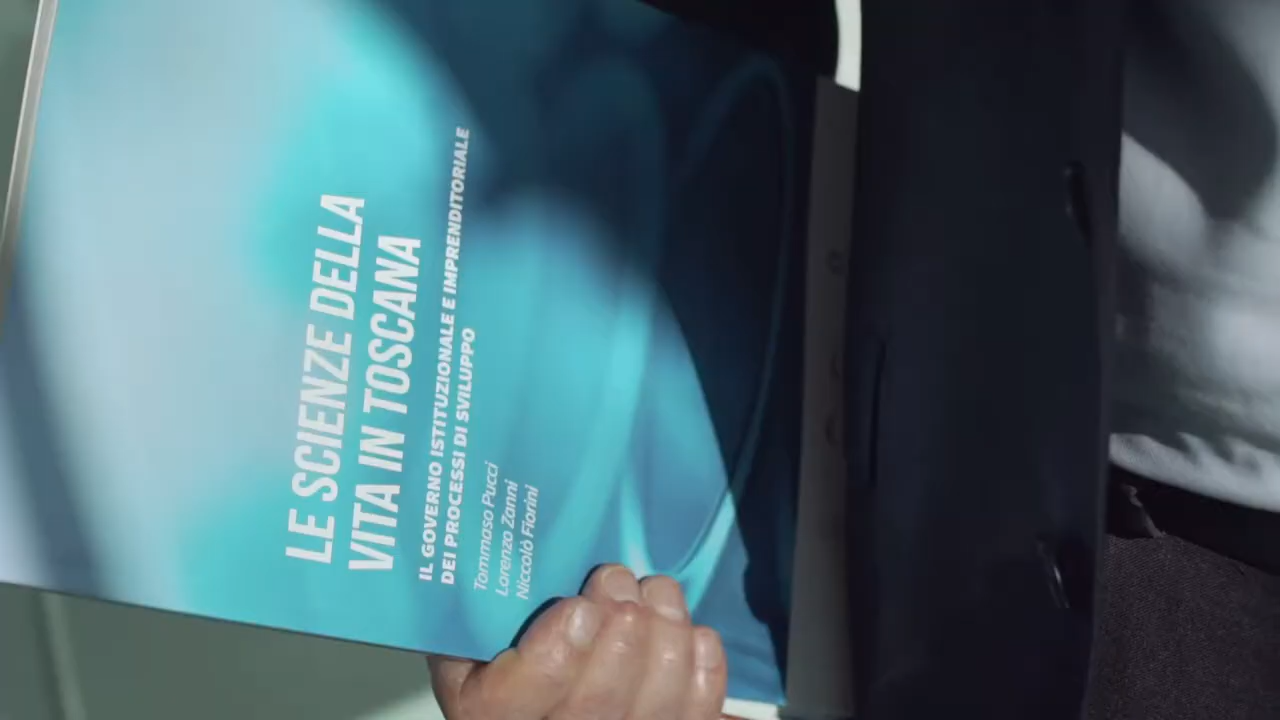 LE SCIENZE DELLA
VITA IN TOSCANA
IL GOVERNO ISTITUZIONALE E IMPRENDITORIALE
DEI PROCESSI DI SVILUPPO
Tommaso Pucci
Lorenzo Zanni
Niccolò Fiorini